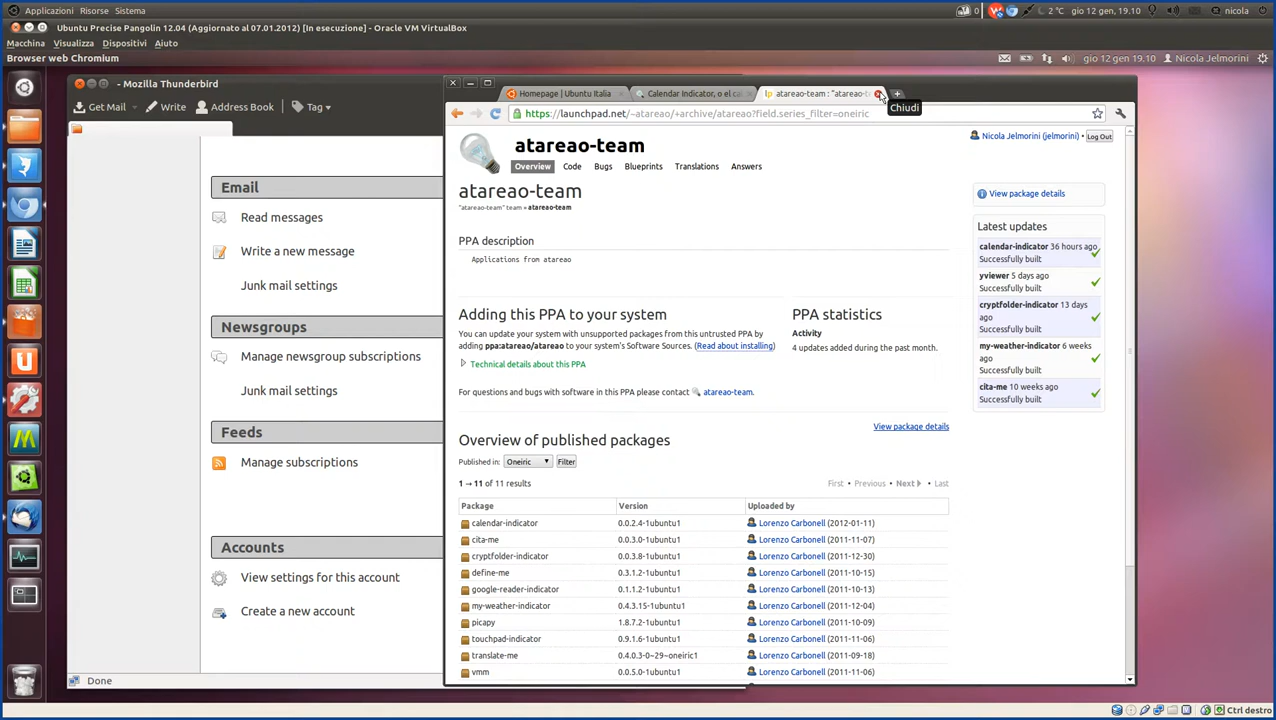 Applicazioni Risorse Sistema
0 2 °C gio 12 gen, 19.10 nicola
Ubuntu Precise Pangolin 12.04 (Aggiornato al 07.01.2012) [In esecuzione] - Oracle VM VirtualBox
Macchina Visualizza Dispositivi Aiuto
Browser web Chromium
gio 12 gen, 19:10 Nicola Jelmorini
- Mozilla Thunderbird
Get Mail Write Address Book Tag
Email
Read messages
Write a new message
Junk mail settings
Newsgroups
Manage newsgroup subscriptions
Junk mail settings
Feeds
Manage subscriptions
Accounts
View settings for this account
Create a new account
Done
Homepage | Ubuntu Italia
Calendar Indicator, o el cal
atareao-team : "atareao-t
Chiudi
https://launchpad.net/~atareao/+archive/atareao?field.series_filter=oneiric
Nicola Jelmorini (jelmorini) • Log Out
atareao-team
Overview Code Bugs Blueprints Translations Answers
atareao-team
"atareao-team" team » atareao-team
PPA description
Applications from atareao
Adding this PPA to your system
You can update your system with unsupported packages from this untrusted PPA by
adding ppa:atareao/atareao to your system's Software Sources. (Read about installing)
Technical details about this PPA
For questions and bugs with software in this PPA please contact atareao-team.
PPA statistics
Activity
4 updates added during the past month.
View package details
Latest updates
calendar-indicator 36 hours ago
Successfully built
yviewer 5 days ago
Successfully built
cryptfolder-indicator 13 days
ago
Successfully built
my-weather-indicator 6 weeks
ago
Successfully built
cita-me 10 weeks ago
Successfully built
View package details
Overview of published packages
Published in: Oneiric Filter
1 → 11 of 11 results
First • Previous • Next • Last
Package Version Uploaded by
calendar-indicator 0.0.2.4-1ubuntu1 Lorenzo Carbonell (2012-01-11)
cita-me 0.0.3.0-1ubuntu1 Lorenzo Carbonell (2011-11-07)
cryptfolder-indicator 0.0.3.8-1ubuntu1 Lorenzo Carbonell (2011-12-30)
define-me 0.3.1.2-1ubuntu1 Lorenzo Carbonell (2011-10-15)
google-reader-indicator 0.1.1.2-1ubuntu1 Lorenzo Carbonell (2011-10-13)
my-weather-indicator 0.4.3.15-1ubuntu1 Lorenzo Carbonell (2011-12-04)
picapy 1.8.7.2-1ubuntu1 Lorenzo Carbonell (2011-10-09)
touchpad-indicator 0.9.1.6-1ubuntu1 Lorenzo Carbonell (2011-11-06)
translate-me 0.4.0.3-0~29~oneiric1 Lorenzo Carbonell (2011-09-18)
vmm 0.0.5.0-1ubuntu1 Lorenzo Carbonell (2011-11-06)
Ctrl destro